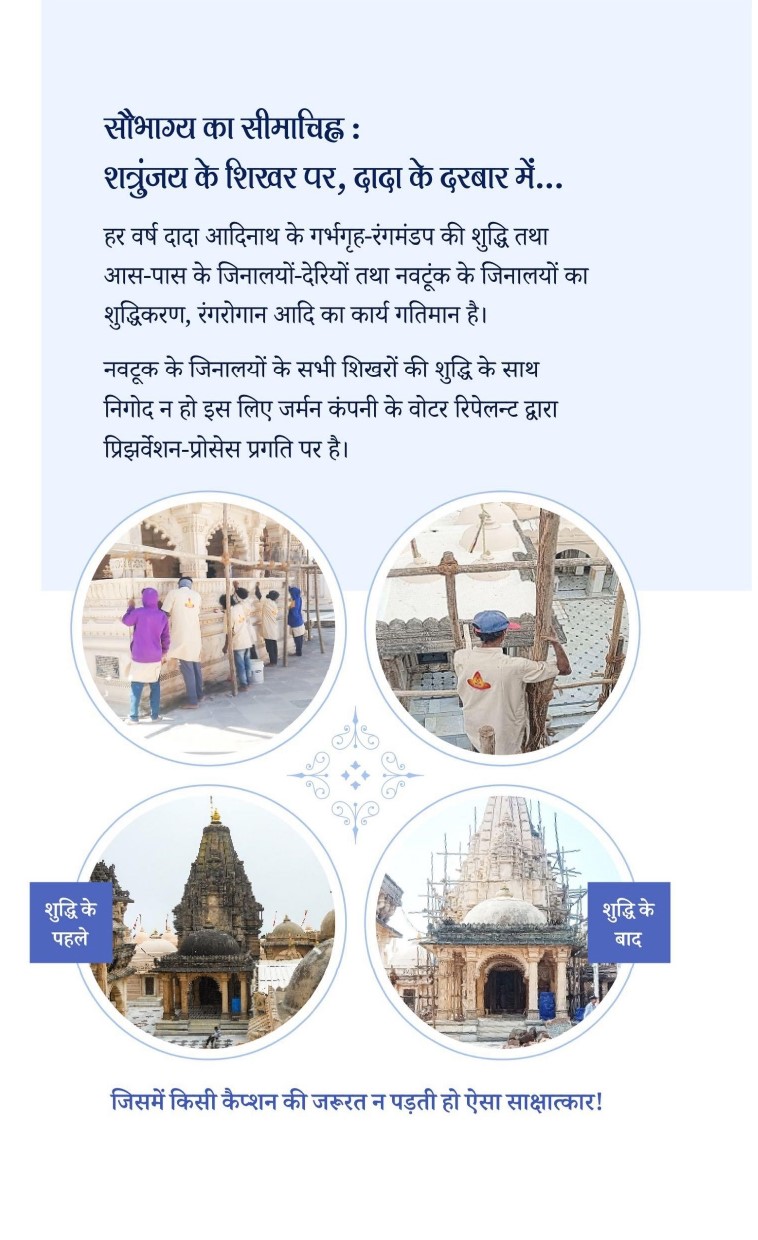 सौभाग्य का सीमाचिह्न :
शत्रुंजय के शिखर पर, दादा के दरबार में...
हर वर्ष दादा आदिनाथ के गर्भगृह-रंगमंडप की शुद्धि तथा
आस-पास के जिनालयों-देरियों तथा नवटूंक के जिनालयों का
शुद्धिकरण, रंगरोगान आदि का कार्य गतिमान है।
नवटूक के जिनालयों के सभी शिखरों की शुद्धि के साथ
निगोद न हो इस लिए जर्मन कंपनी के वोटर रिपेलन्ट द्वारा
प्रिझर्वेशन-प्रोसेस प्रगति पर है।
शुद्धि के
पहले
शुद्धि के
बाद
जिसमें किसी कैप्शन की जरूरत न पड़ती हो ऐसा साक्षात्कार!